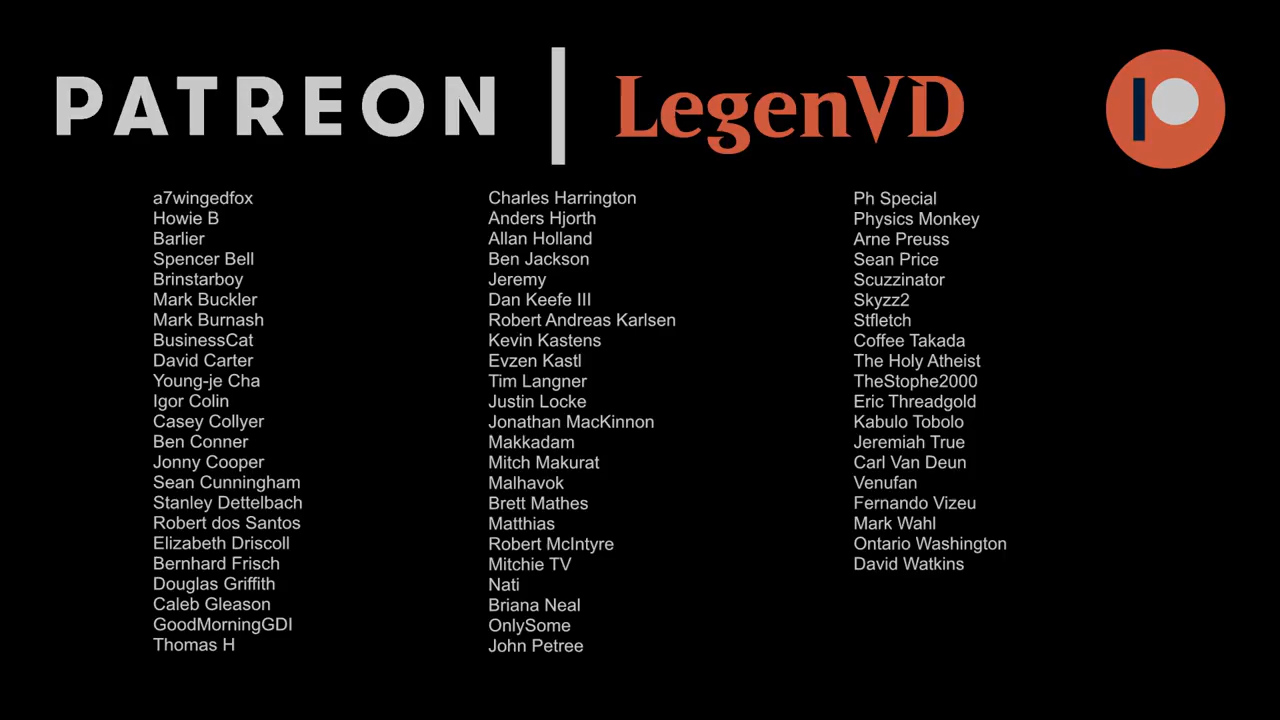 PATREON | LegenVD
a7wingedfox
Howie B
Barlier
Spencer Bell
Brinstarboy
Mark Buckler
Mark Burnash
BusinessCat
David Carter
Young-je Cha
Igor Colin
Casey Collyer
Ben Conner
Jonny Cooper
Sean Cunningham
Stanley Dettelbach
Robert dos Santos
Elizabeth Driscoll
Bernhard Frisch
Douglas Griffith
Caleb Gleason
GoodMorningGDI
Thomas H
Charles Harrington
Anders Hjorth
Allan Holland
Ben Jackson
Jeremy
Dan Keefe III
Robert Andreas Karlsen
Kevin Kastens
Evzen Kastl
Tim Langner
Justin Locke
Jonathan MacKinnon
Makkadam
Mitch Makurat
Malhavok
Brett Mathes
Matthias
Robert McIntyre
Mitchie TV
Nati
Briana Neal
OnlySome
John Petree
Ph Special
Physics Monkey
Arne Preuss
Sean Price
Scuzzinator
Skyzz2
Stfletch
Coffee Takada
The Holy Atheist
TheStophe2000
Eric Threadgold
Kabulo Tobolo
Jeremiah True
Carl Van Deun
Venufan
Fernando Vizeu
Mark Wahl
Ontario Washington
David Watkins